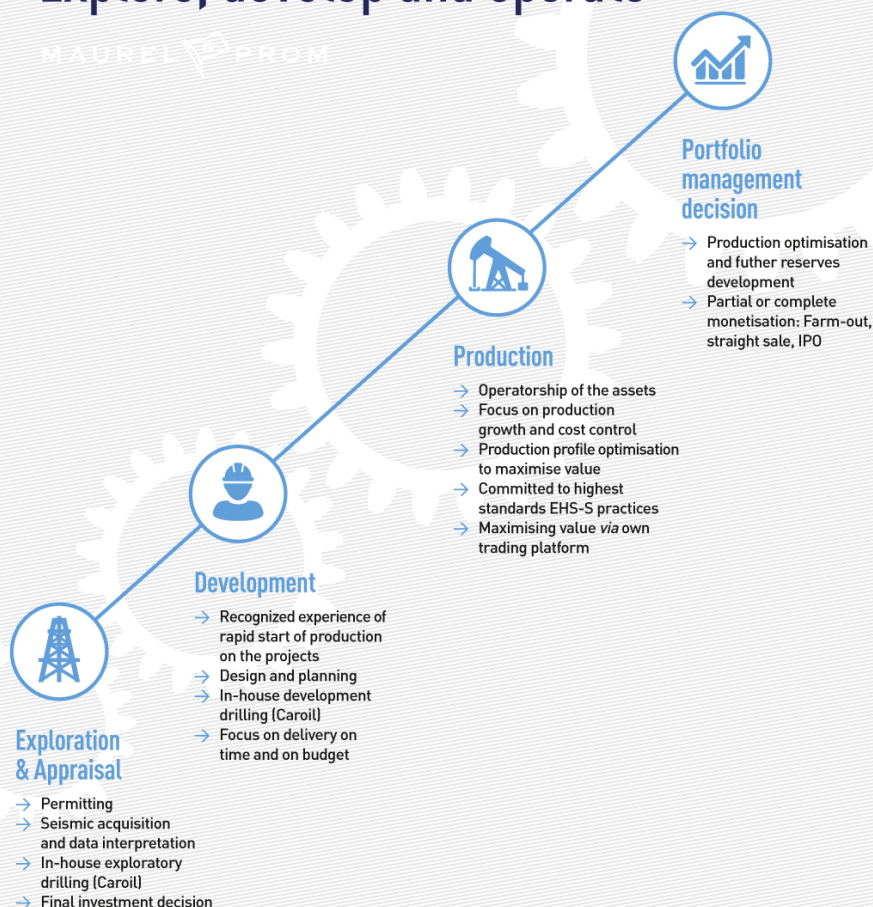 Explore, develop and operate
MAUREL PROM
Portfolio
management
decision
→ Production optimisation
and futher reserves
development
→ Partial or complete
monetisation: Farm-out,
straight sale, IPO
Production
→ Operatorship of the assets
→ Focus on production
growth and cost control
→ Production profile optimisation
to maximise value
→ Committed to highest
standards EHS-S practices
→ Maximising value via own
trading platform
Development
→ Recognized experience of
rapid start of production
on the projects
→ Design and planning
→ In-house development
drilling (Caroil)
→ Focus on delivery on
time and on budget
Exploration
& Appraisal
→ Permitting
→ Seismic acquisition
and data interpretation
→ In-house exploratory
drilling (Caroil)
→ Final investment decision